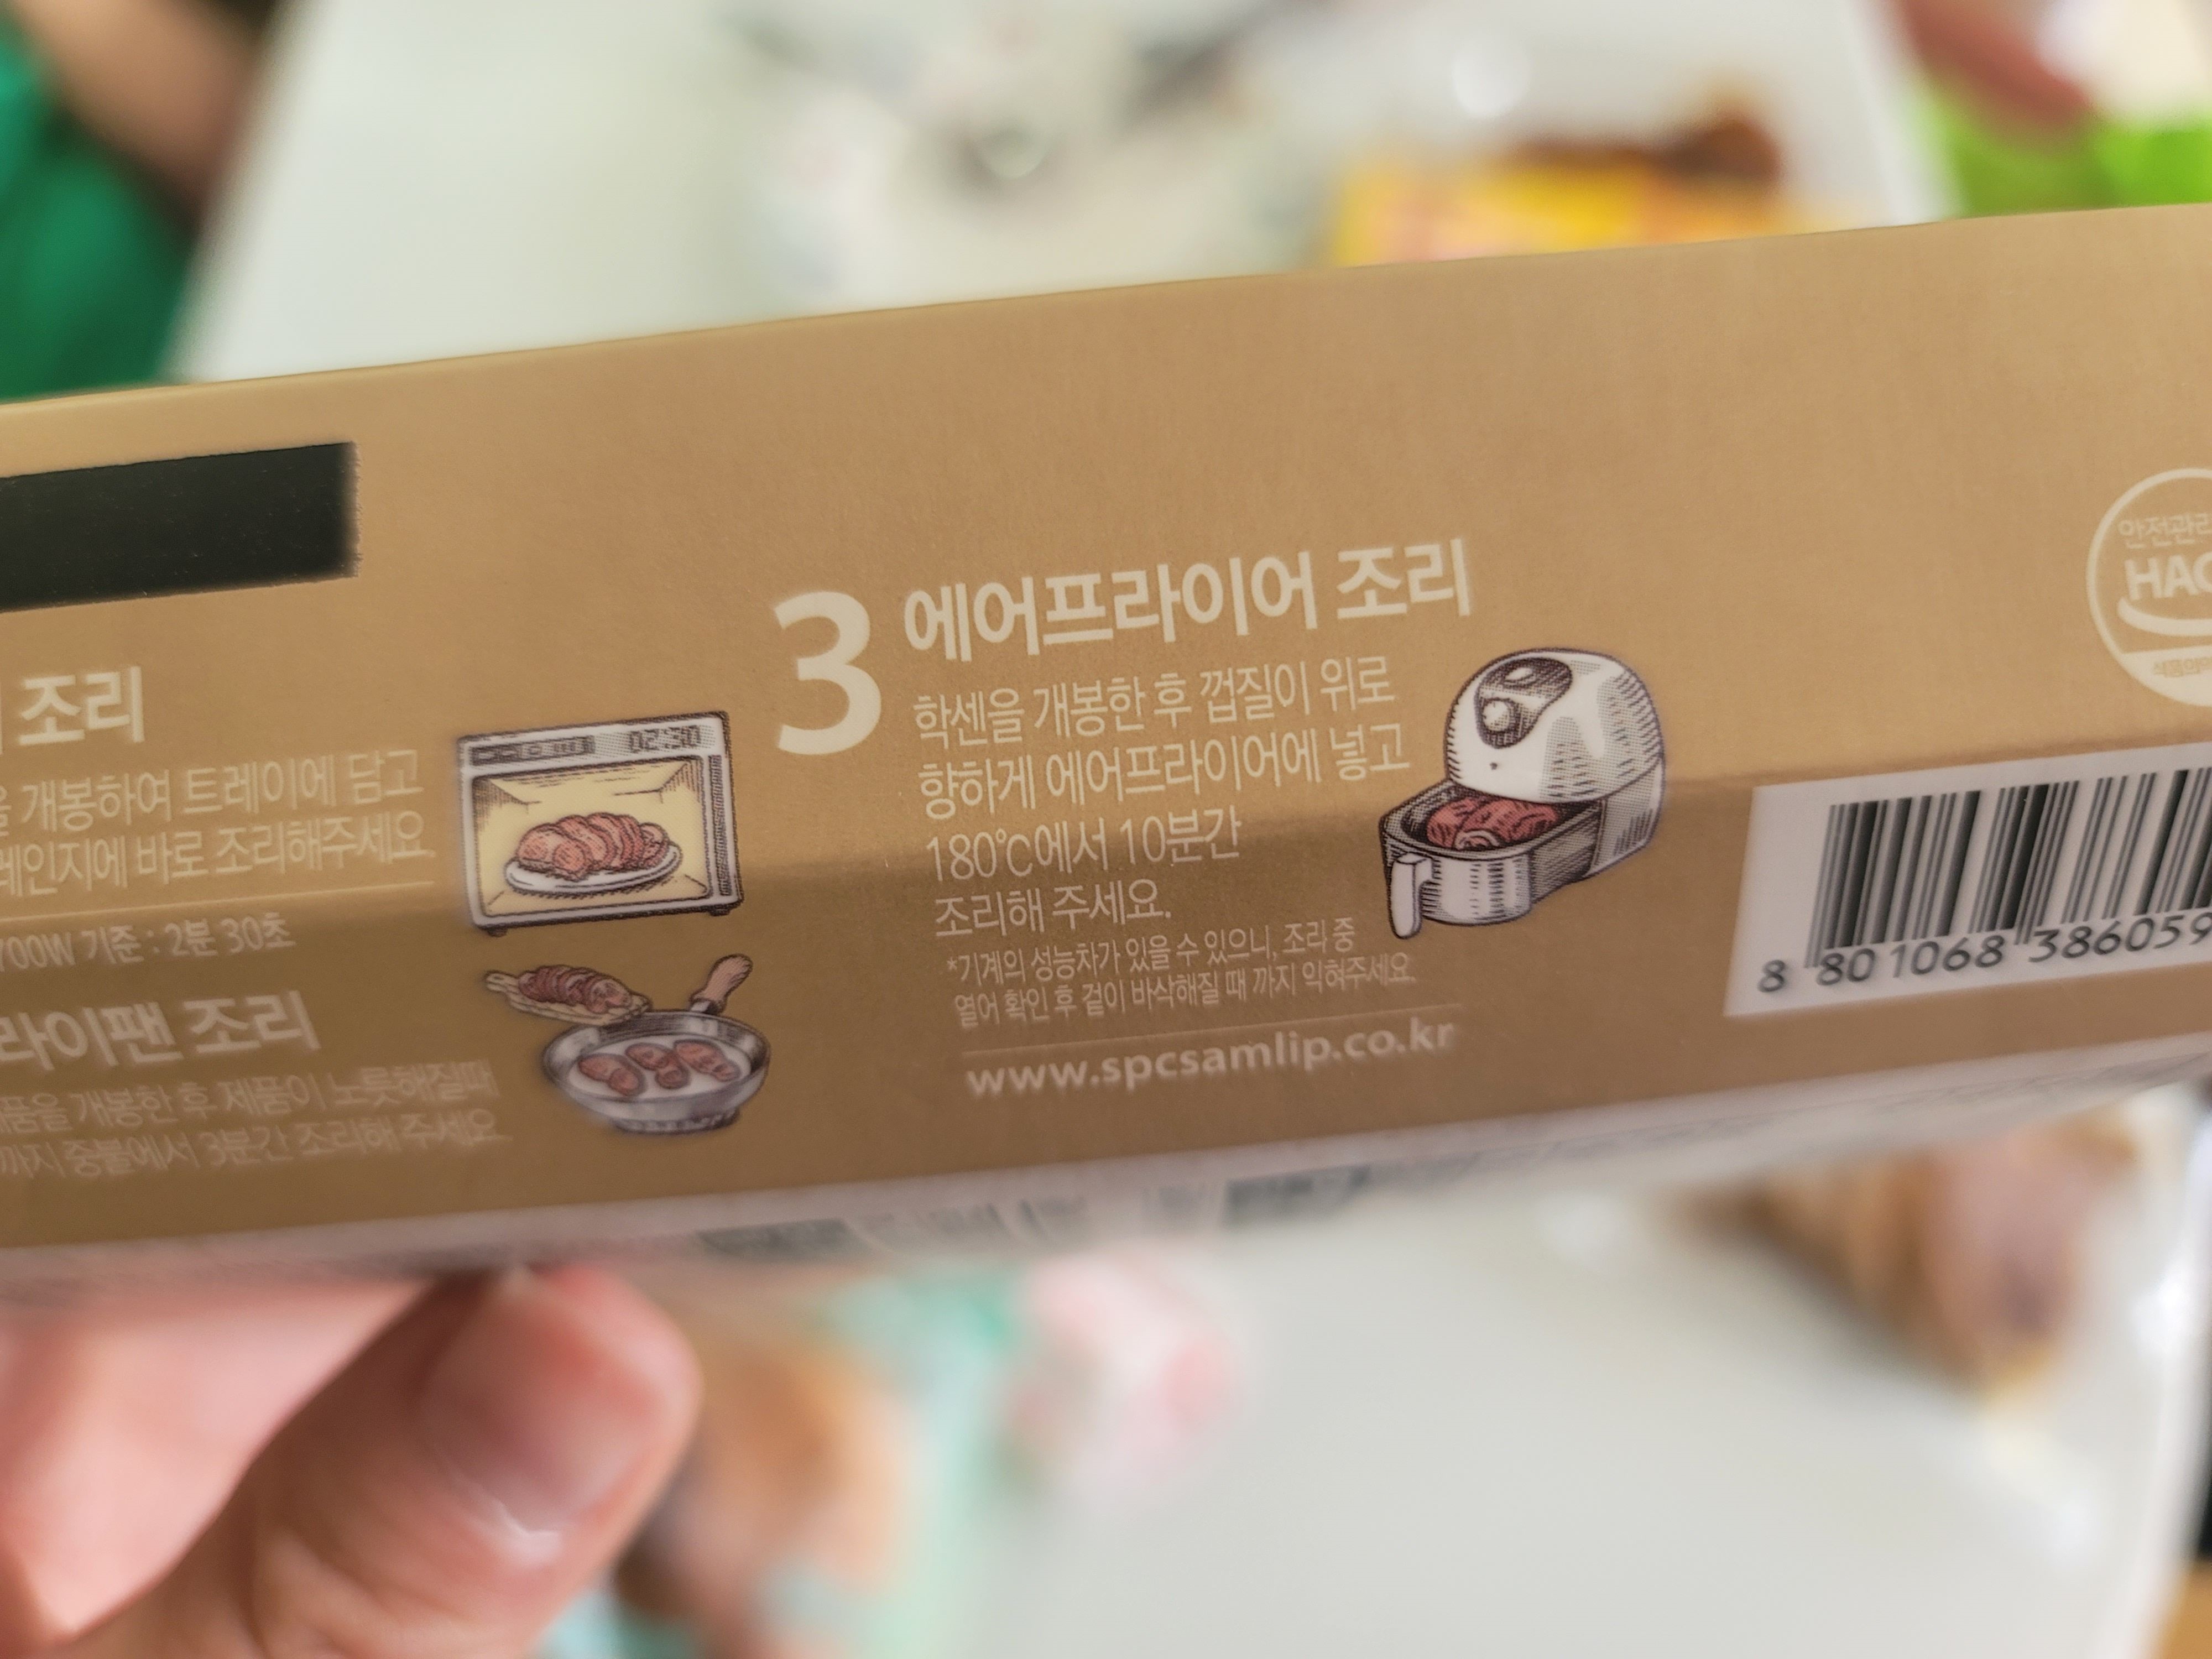 조리
개봉하여 트레이에 담고
레인지에 바로 조리해주세요.
700W 기준 : 2분 30초
02:30
라이팬 조리
개봉한 후 제품이 노릇해질때
까지 중불에서 3분간 조리해 주세요.
3 에어프라이어 조리
학센을 개봉한 후 껍질이 위로
향하게 에어프라이어에 넣고
180℃에서 10분간
조리해 주세요.
*기계의 성능차가 있을 수 있으니, 조리 중
열어 확인 후 겉이 바삭해질 때 까지 익혀주세요.
www.spcsamlip.co.kr
안전관리
HAC
8 801068 386059